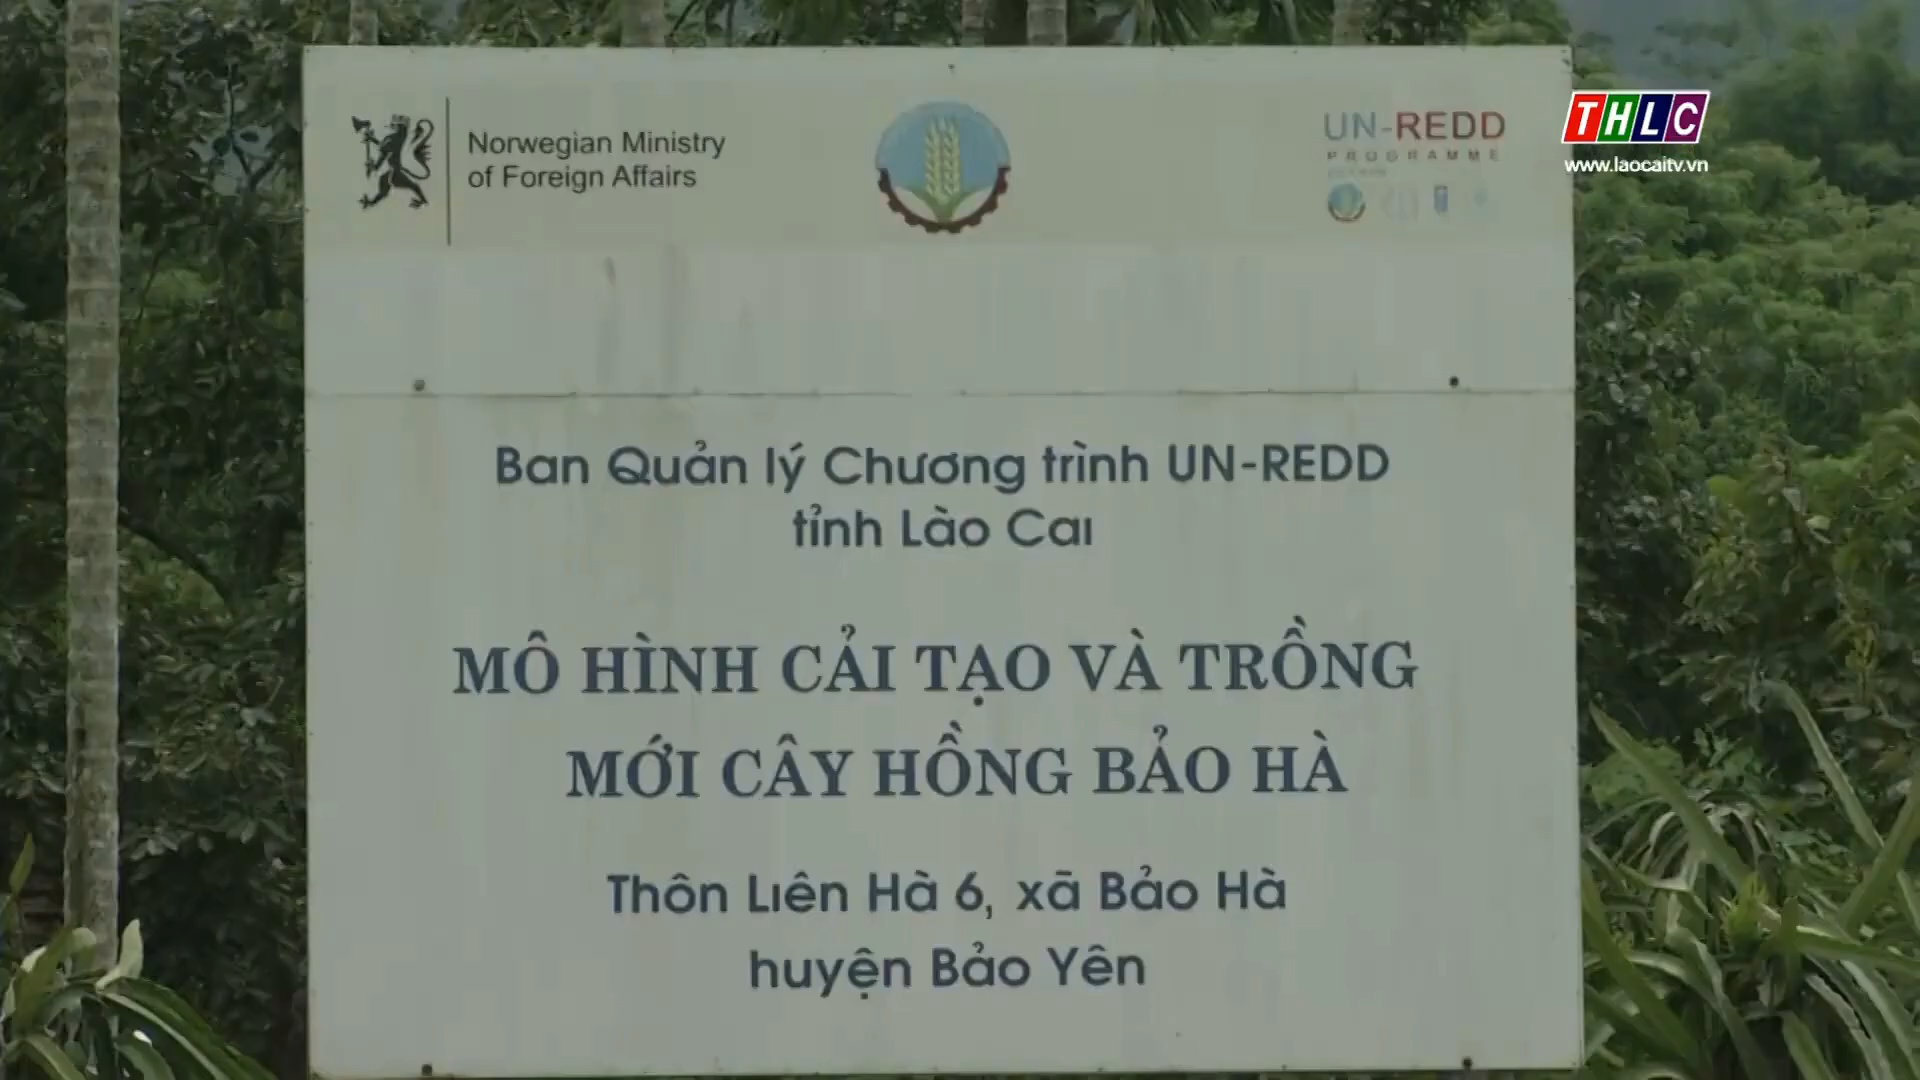 Norwegian Ministry
of Foreign Affairs
UN-REDD
PROGRAMME
THLC
www.laocaitv.vn
Ban Quản lý Chương trình UN-REDD
tỉnh Lào Cai
MÔ HÌNH CẢI TẠO VÀ TRỒNG
MỚI CÂY HỒNG BẢO HÀ
Thôn Liên Hà 6, xã Bảo Hà
huyện Bảo Yên